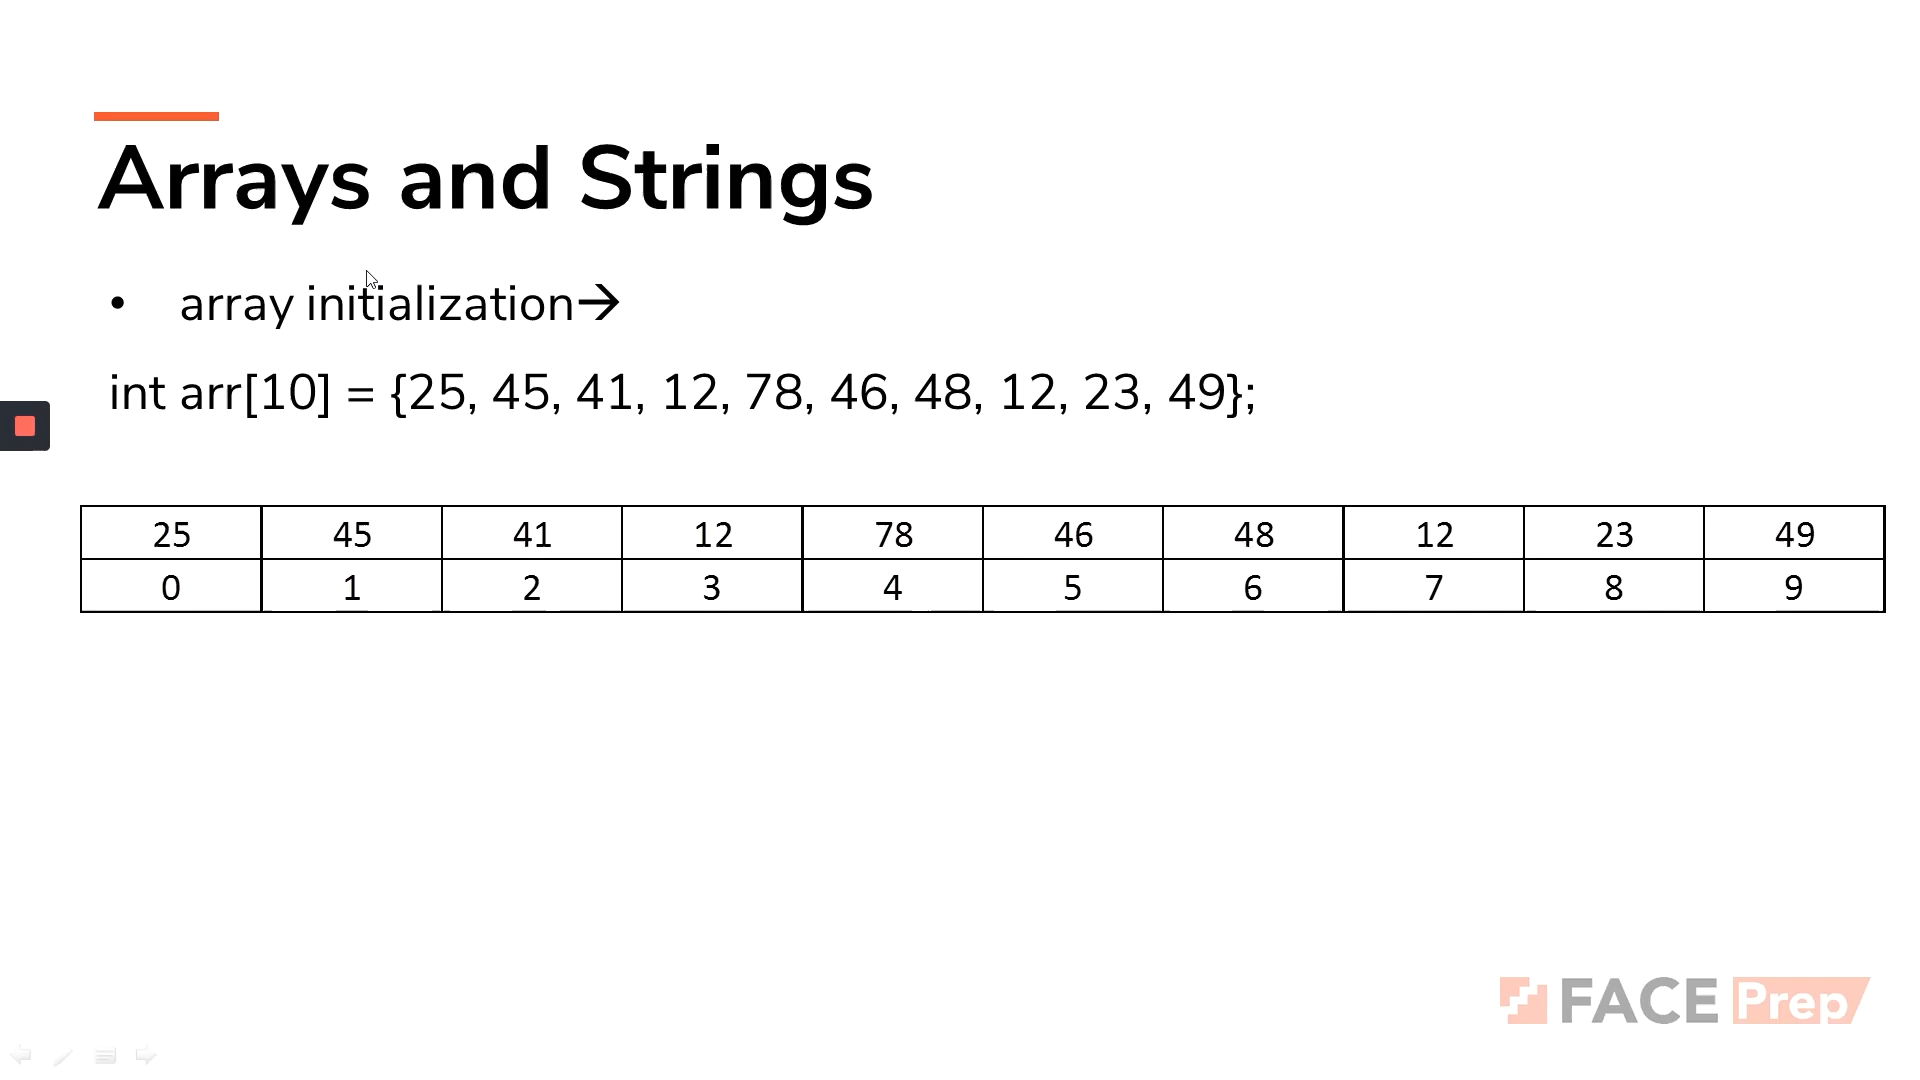 Arrays and Strings
• array initialization→
int arr[10] = {25, 45, 41, 12, 78, 46, 48, 12, 23, 49};
25 45 41 12 78 46 48 12 23 49
0 1 2 3 4 5 6 7 8 9
FACE Prep